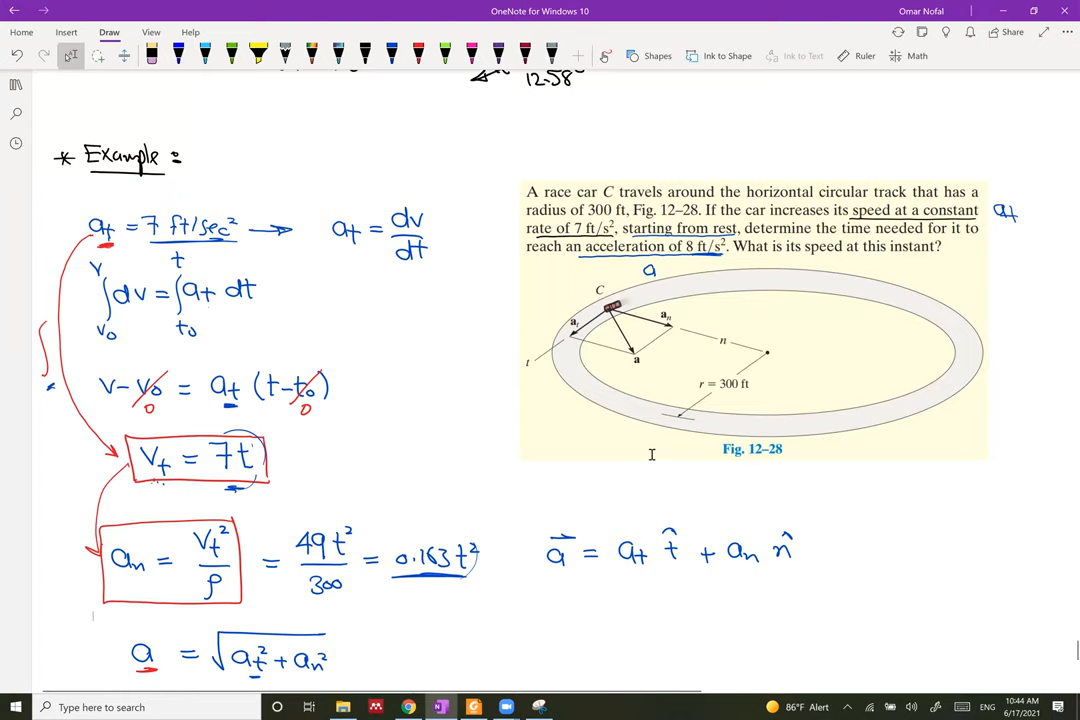 OneNote for Windows 10
Omar Nofal
Home Insert Draw View Help
Share
Shapes Ink to Shape Ink to Text Ruler Math
12.58
* Example :
A race car C travels around the horizontal circular track that has a
radius of 300 ft, Fig. 12–28. If the car increases its speed at a constant
rate of 7 ft/s², starting from rest, determine the time needed for it to
reach an acceleration of 8 ft/s². What is its speed at this instant?
at
a
at = 7 ft/sec² → at = dv/dt
∫v0^v dv = ∫t0^t at dt
v - v0 = at (t - t0)
0 0
vt = 7t
an = vt²/ρ = 49t²/300 = 0.163t²
a⃗ = at t̂ + an n̂
a = √(at² + an²)
C
at
an
a
n
t
r = 300 ft
Fig. 12–28
Type here to search
86°F Alert
ENG
10:44 AM
6/17/2021